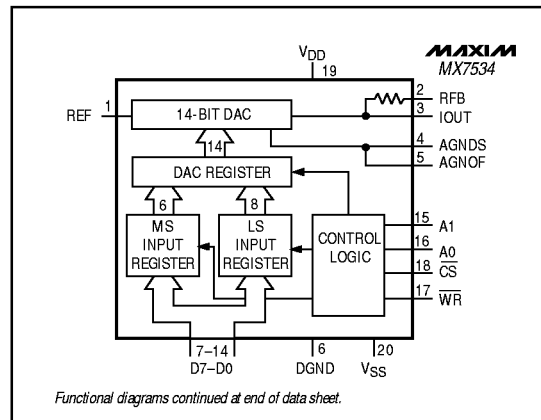 VDD
19
MAXIM
MX7534
REF
1
14-BIT DAC
2
RFB
3
IOUT
4
AGNDS
5
AGNOF
14
DAC REGISTER
6
8
MS
INPUT
REGISTER
LS
INPUT
REGISTER
CONTROL
LOGIC
15
A1
16
A0
18
CS
17
WR
7–14
D7–D0
6
DGND
20
VSS
Functional diagrams continued at end of data sheet.